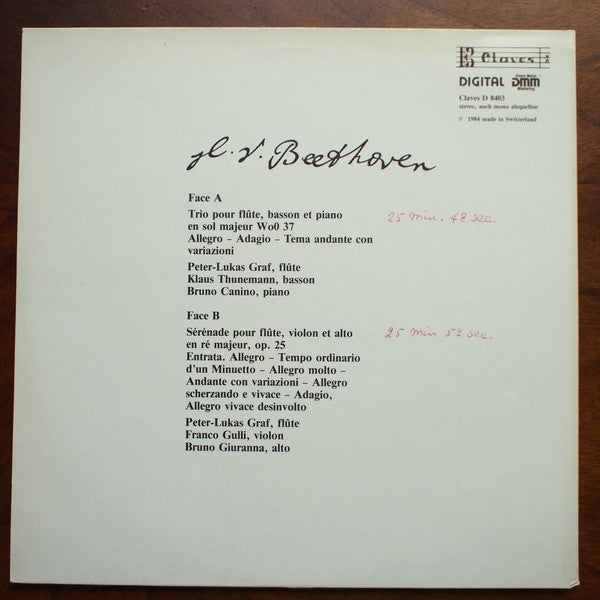 Claves
DIGITAL DMM
Direct Metal
Mastering
Claves D 8403
stereo, auch mono abspielbar
℗ 1984 made in Switzerland
L. v. Beethoven
Face A
Trio pour flûte, basson et piano
en sol majeur Wo0 37
25 min. 48 sec.
Allegro – Adagio – Tema andante con
variazioni
Peter-Lukas Graf, flûte
Klaus Thunemann, basson
Bruno Canino, piano
Face B
Sérénade pour flûte, violon et alto
en ré majeur, op. 25
25 min 52 sec.
Entrata. Allegro – Tempo ordinario
d'un Minuetto – Allegro molto –
Andante con variazioni – Allegro
scherzando e vivace – Adagio,
Allegro vivace desinvolto
Peter-Lukas Graf, flûte
Franco Gulli, violon
Bruno Giuranna, alto